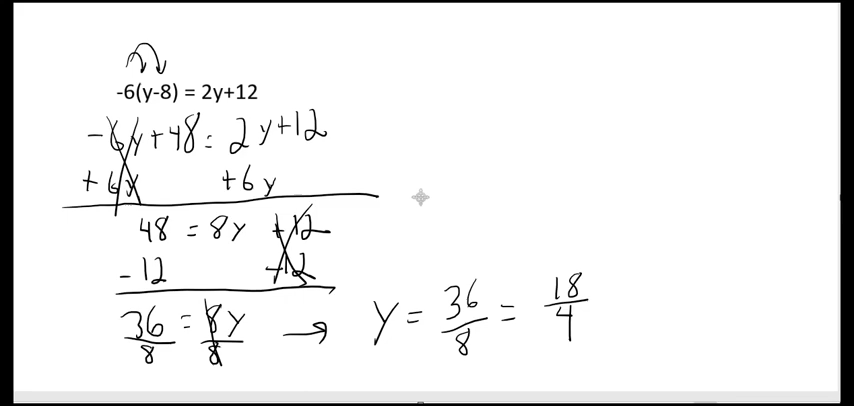 -6(y-8) = 2y+12
-6y+48=2y+12
+6y +6y
48 = 8y +12
-12 -12
36/8 = 8y/8 → y = 36/8 = 18/4